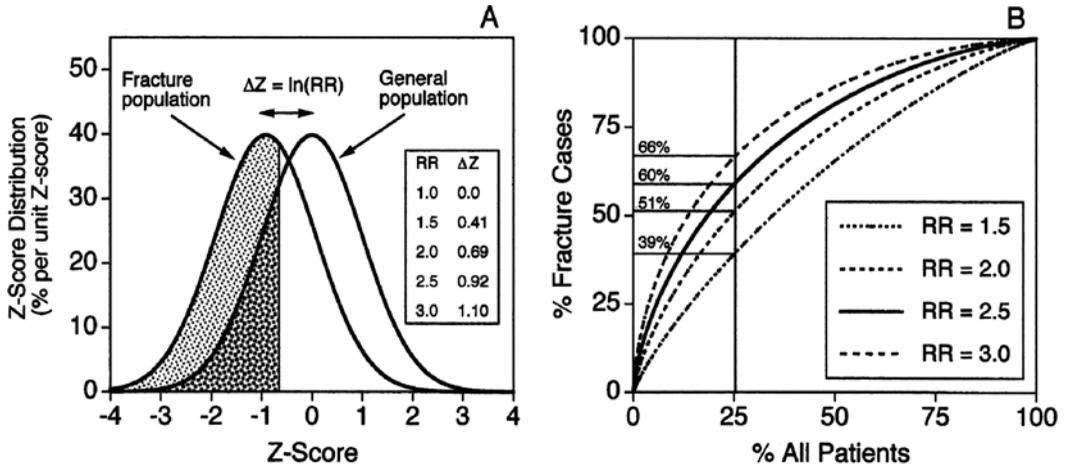 A
Z-Score Distribution
(% per unit Z-score)
50
40
30
20
10
0
Fracture
population
ΔZ = ln(RR)
General
population
RR ΔZ
1.0 0.0
1.5 0.41
2.0 0.69
2.5 0.92
3.0 1.10
-4 -3 -2 -1 0 1 2 3 4
Z-Score
B
% Fracture Cases
100
75
50
25
0
66%
60%
51%
39%
RR = 1.5
RR = 2.0
RR = 2.5
RR = 3.0
0 25 50 75 100
% All Patients